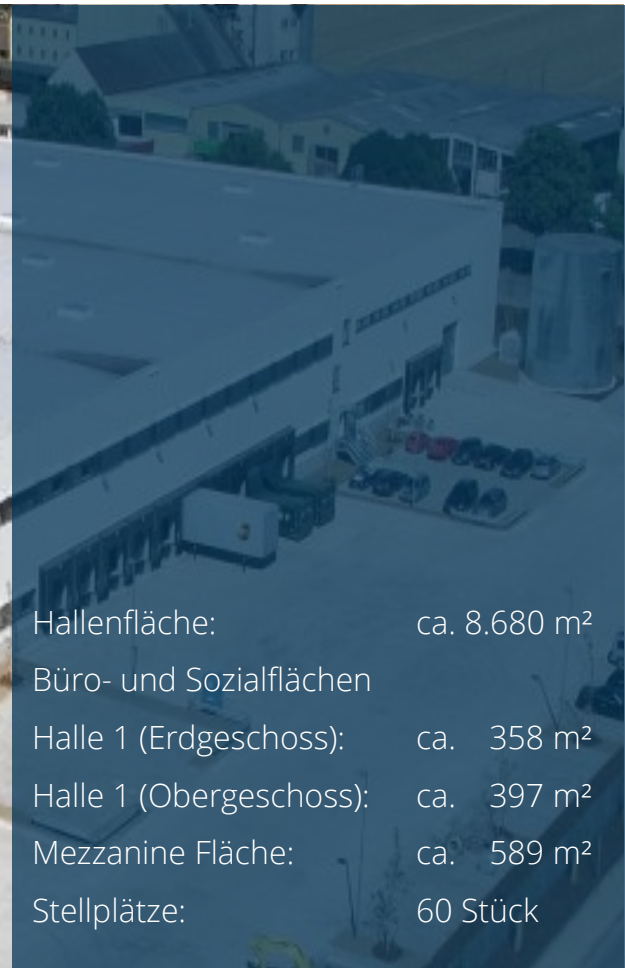 Hallenfläche: ca. 8.680 m²
Büro- und Sozialflächen
Halle 1 (Erdgeschoss): ca. 358 m²
Halle 1 (Obergeschoss): ca. 397 m²
Mezzanine Fläche: ca. 589 m²
Stellplätze: 60 Stück